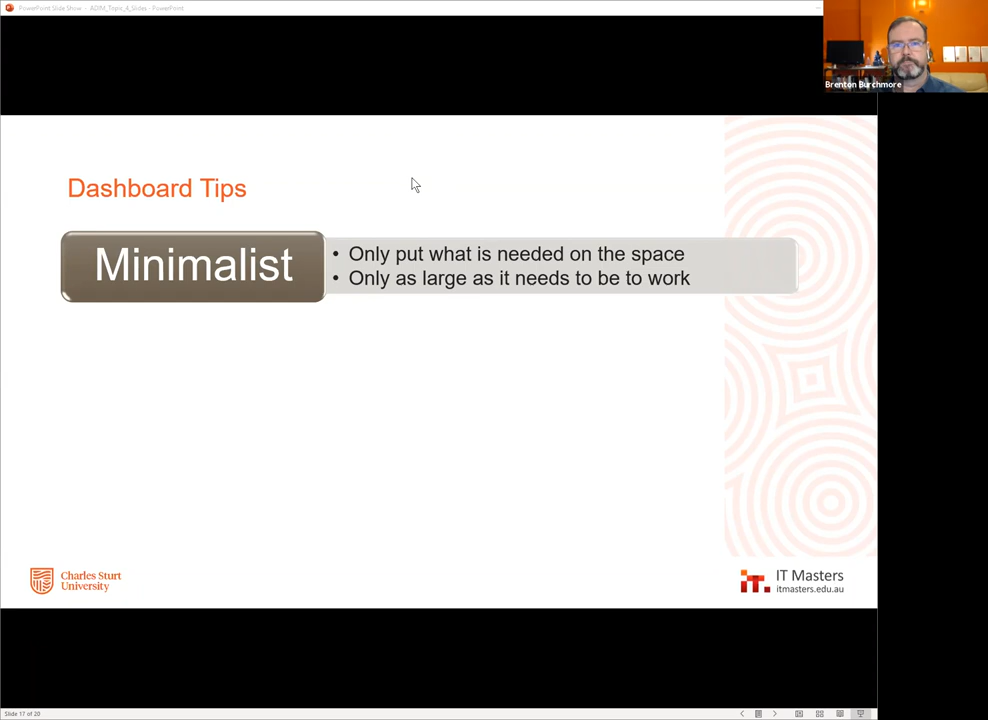 PowerPoint Slide Show - ADIM_Topic_4_Slides - PowerPoint
Brenton Burchmore
Dashboard Tips
Minimalist
• Only put what is needed on the space
• Only as large as it needs to be to work
Charles Sturt
University
IT Masters
itmasters.edu.au
Slide 17 of 20